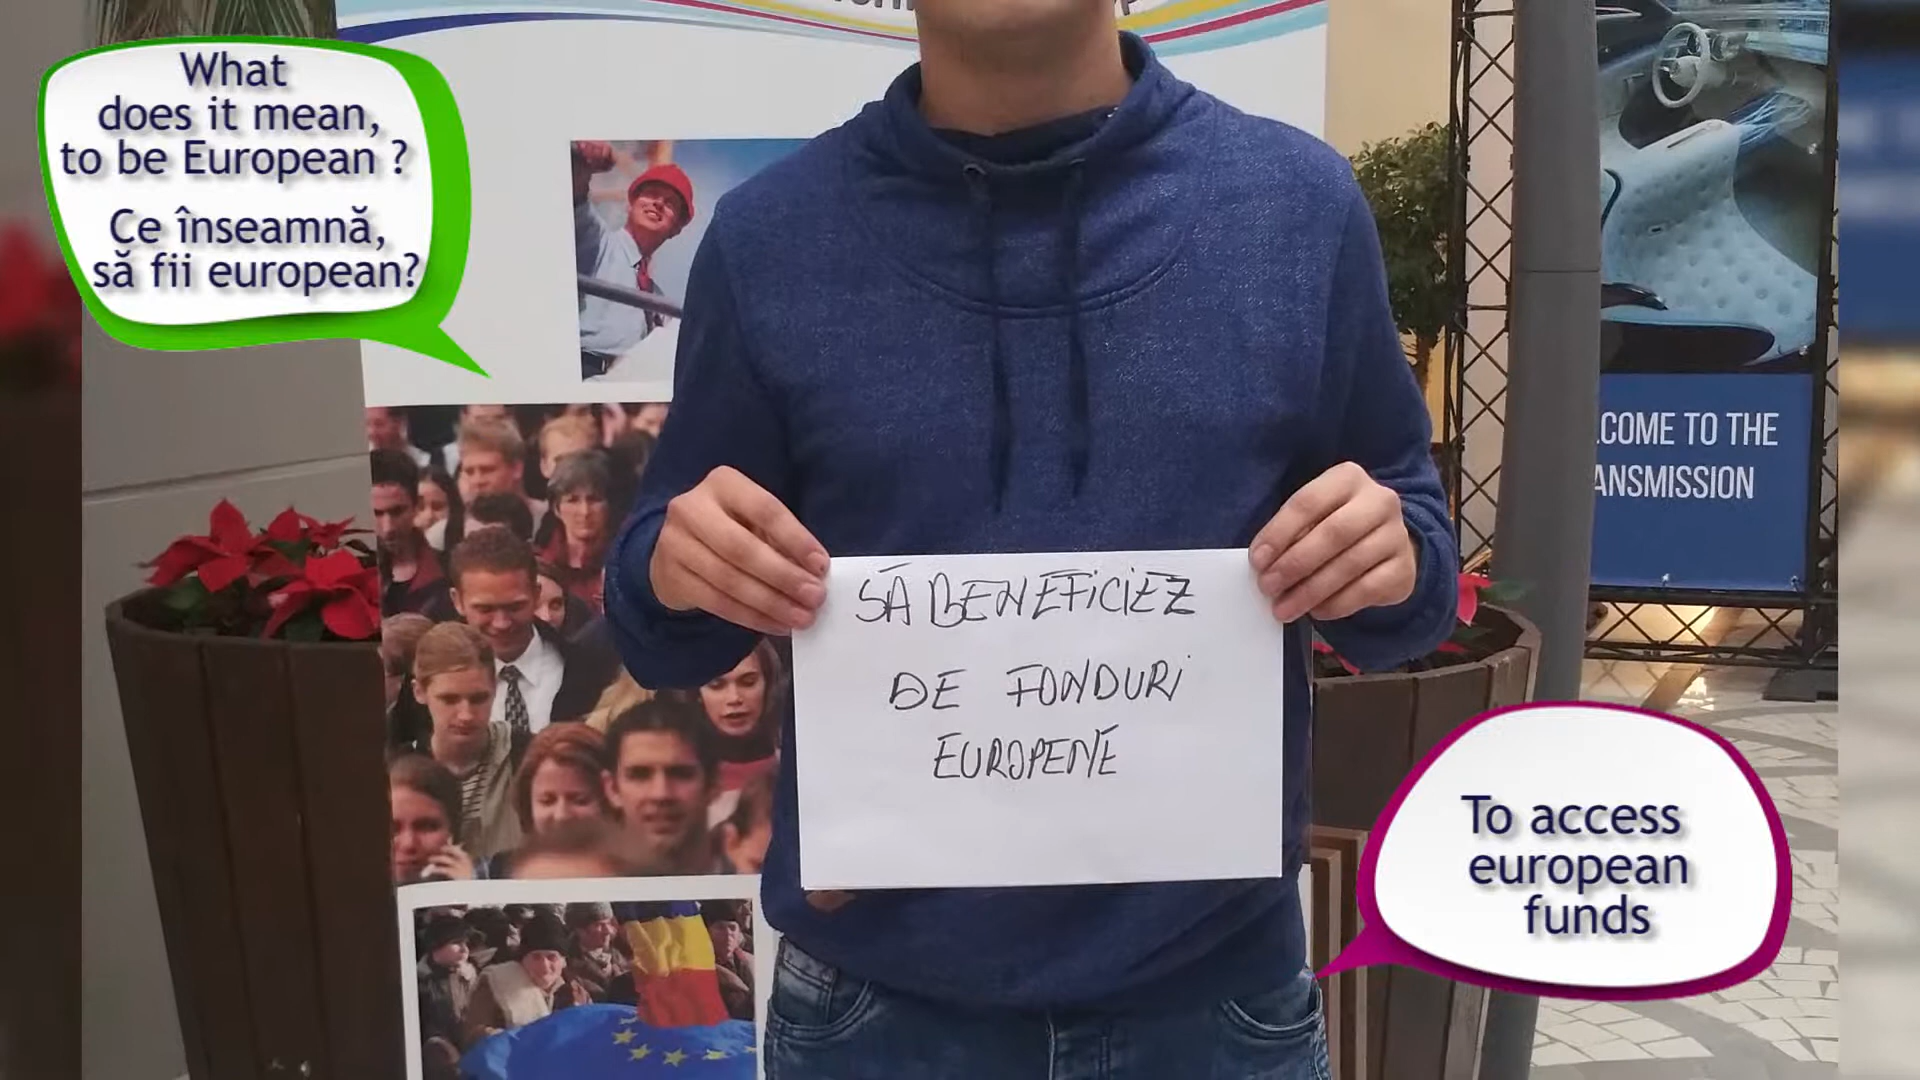 What
does it mean,
to be European ?
Ce înseamnă,
să fii european?
COME TO THE
ANSMISSION
SĂ BENEFICIEZ
DE FONDURI
EUROPENE
To access
european
funds